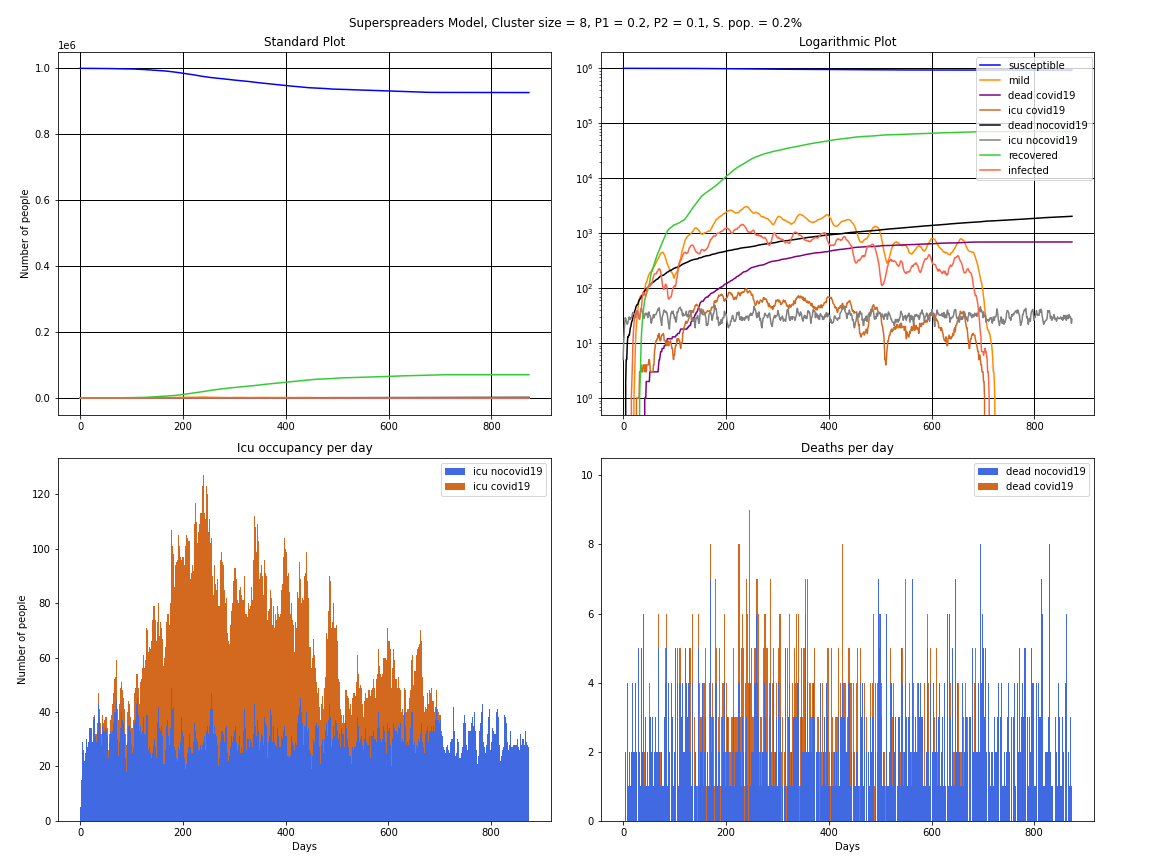 Superspreaders Model, Cluster size = 8, P1 = 0.2, P2 = 0.1, S. pop. = 0.2%
Standard Plot
1e6
1.0
0.8
0.6
0.4
0.2
0.0
0
200
400
600
800
Number of people
Logarithmic Plot
10⁶
10⁵
10⁴
10³
10²
10¹
10⁰
0
200
400
600
800
susceptible
mild
dead covid19
icu covid19
dead nocovid19
icu nocovid19
recovered
infected
Icu occupancy per day
120
100
80
60
40
20
0
0
200
400
600
800
Number of people
Days
icu nocovid19
icu covid19
Deaths per day
10
8
6
4
2
0
0
200
400
600
800
Days
dead nocovid19
dead covid19